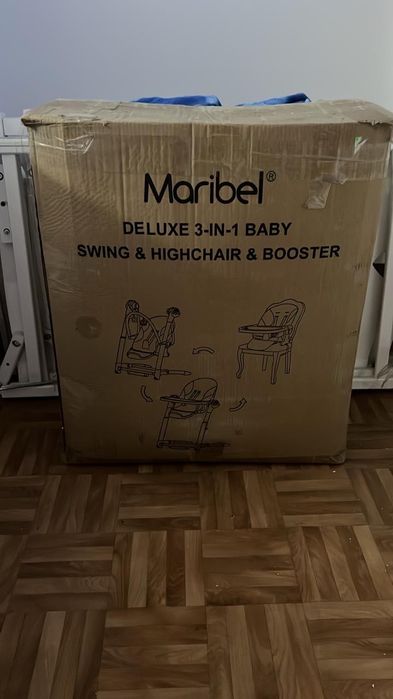 Maribel®
DELUXE 3-IN-1 BABY
SWING & HIGHCHAIR & BOOSTER